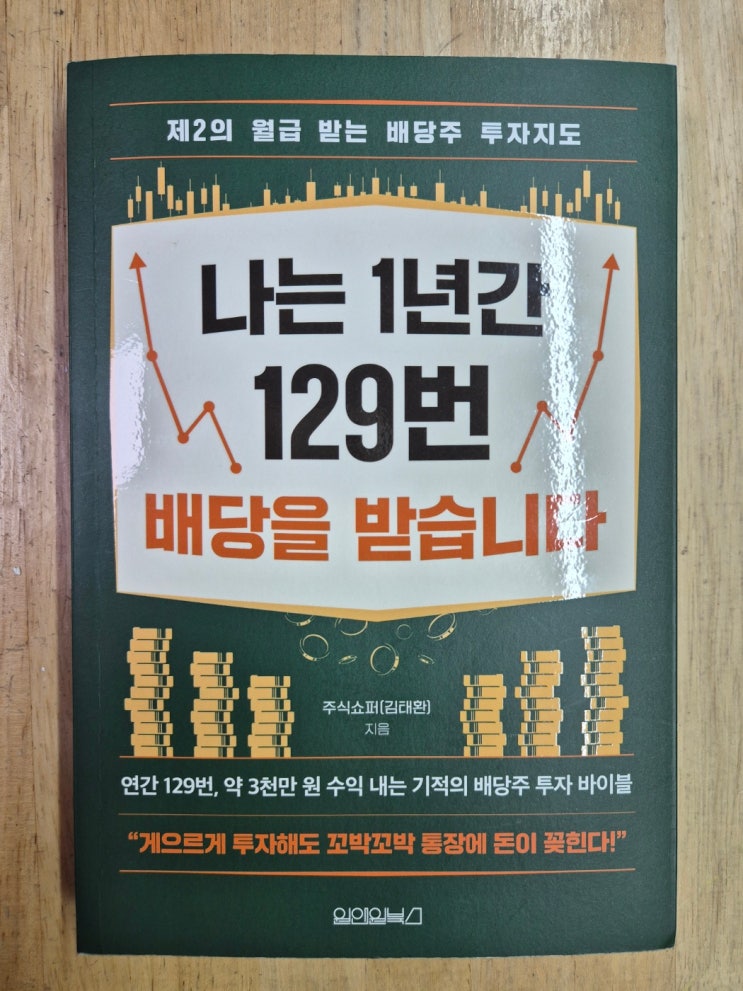 제2의 월급 받는 배당주 투자지도
나는 1년간
129번
배당을 받습니다
주식쇼퍼(김태환)
지음
연간 129번, 약 3천만 원 수익 내는 기적의 배당주 투자 바이블
“게으르게 투자해도 꼬박꼬박 통장에 돈이 꽂힌다!”
원앤원북스